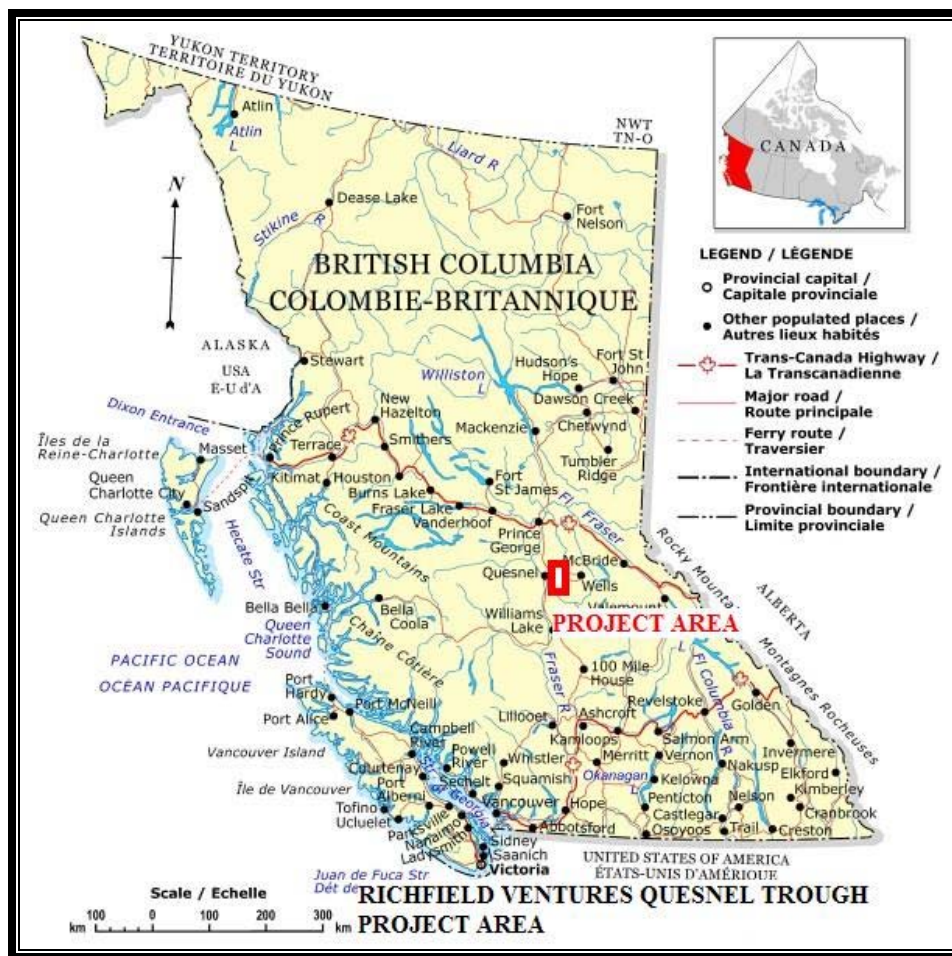 YUKON TERRITORY
TERRITOIRE DU YUKON
NWT
TN-O
Atlin
Atlin
L
Liard R
CANADA
N
Dease Lake
Fort
Nelson
Stikine R
BRITISH COLUMBIA
COLOMBIE-BRITANNIQUE
LEGEND / LÉGENDE
Provincial capital /
Capitale provinciale
Other populated places /
Autres lieux habités
Trans-Canada Highway /
La Transcanadienne
Major road /
Route principale
Ferry route /
Traversier
International boundary /
Frontière internationale
Provincial boundary /
Limite provinciale
ALASKA
USA
É-U d'A
Stewart
Williston
L
Hudson's
Hope
Fort St
John
Dawson Creek
Chetwynd
Mackenzie
Tumbler
Ridge
Dixon Entrance
Prince Rupert
New
Hazelton
Terrace
Smithers
Îles de la
Reine-Charlotte
Masset
Queen
Charlotte City
Sandspit
Queen Charlotte
Islands
Kitimat
Houston
Burns Lake
Fort
St James
Fraser Lake
Vanderhoof
Prince
George
Fl Fraser
Hecate Str
Coast Mountains
Chaîne Côtière
McBride
Quesnel
Wells
Valemount
Rocky Mounta
ALBERTA
Bella Bella
Bella
Coola
Williams
Lake
PROJECT AREA
L
Queen
Charlotte
Sound
PACIFIC OCEAN
OCÉAN PACIFIQUE
Fraser R
100 Mile
House
Fl Columbia R
Montagnes Rocheuses
Port
Hardy
Port McNeill
Port Alice
Revelstoke
Golden
Lillooet
Ashcroft
Kamloops
Salmon Arm
Campbell
River
Powell
River
Whistler
Merritt
Vernon
Nakusp
Invermere
Elkford
Vancouver Island
Île de Vancouver
Courtenay
Sechelt
Squamish
Okanagan
L
Kelowna
Kimberley
Port
Alberni
Str of Georgia
Vancouver
Hope
Penticton
Nelson
Cranbrook
Tofino
Ucluelet
Castlegar
Parksville
Nanaimo
Ladysmith
Abbotsford
Osoyoos
Trail
Creston
Sidney
Saanich
Victoria
UNITED STATES OF AMERICA
ÉTATS-UNIS D'AMÉRIQUE
Juan de Fuca Str
Dét de
Scale / Echelle
100 0 100 200 300
km km
RICHFIELD VENTURES QUESNEL TROUGH
PROJECT AREA